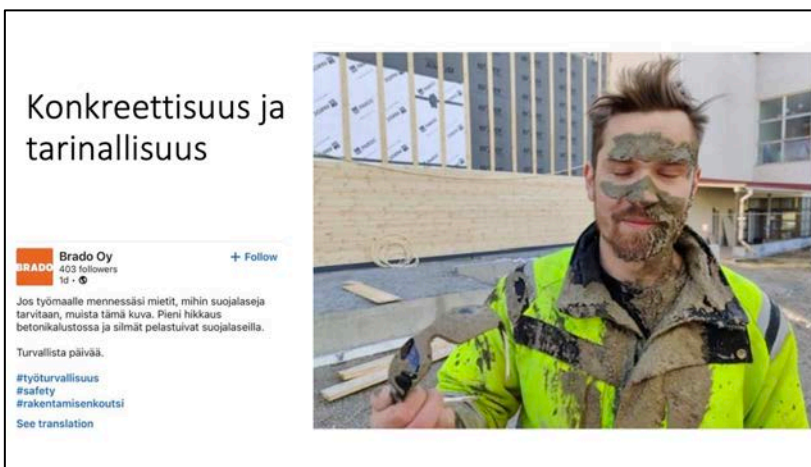 Konkreettisuus ja
tarinallisuus
BRADO
Brado Oy
403 followers
1d •
+ Follow
Jos työmaalle mennessäsi mietit, mihin suojalaseja
tarvitaan, muista tämä kuva. Pieni hikkaus
betonikalustossa ja silmät pelastuivat suojalaseilla.
Turvallista päivää.
#työturvallisuus
#safety
#rakentamisenkoutsi
See translation